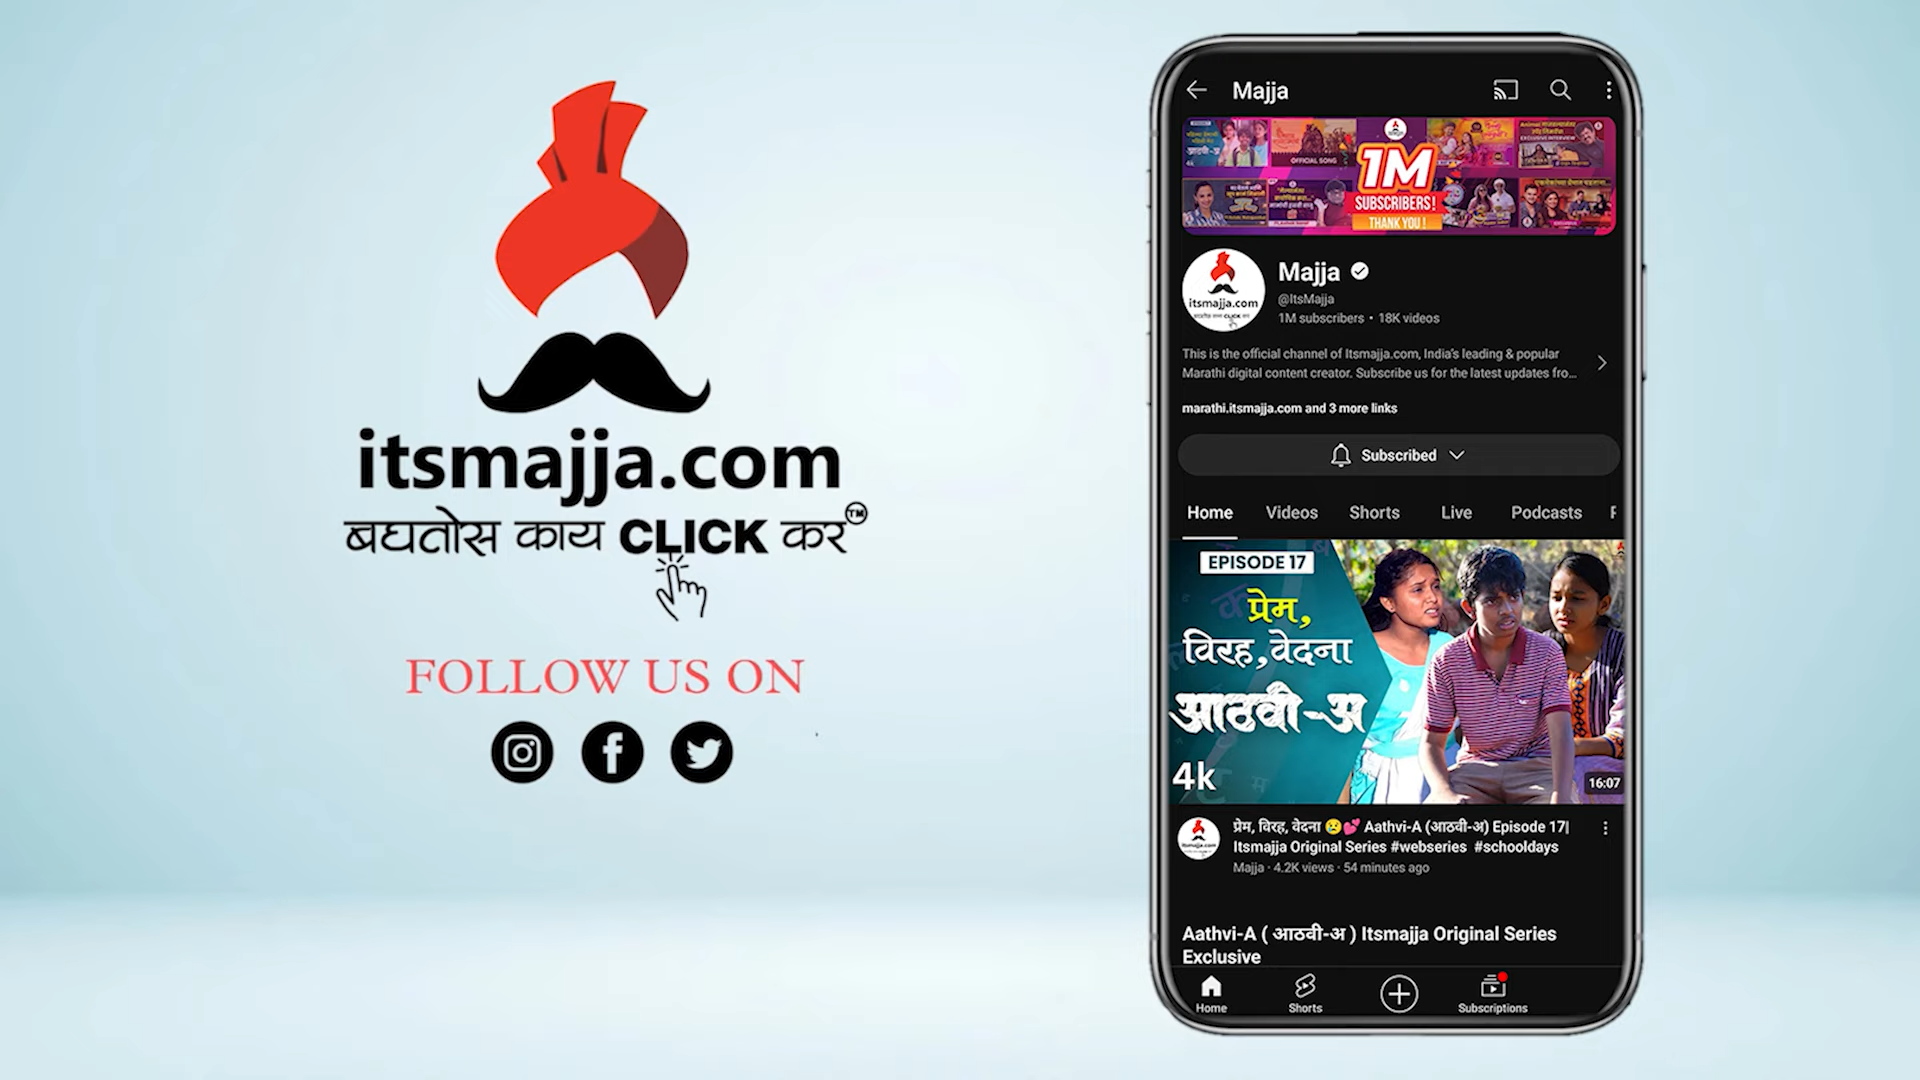 itsmajja.com
बघतोस काय CLICK कर™
FOLLOW US ON
Majja
OFFICIAL SONG
1M
SUBSCRIBERS!
THANK YOU !
itsmajja.com
Majja
@ItsMajja
1M subscribers • 18K videos
This is the official channel of Itsmajja.com, India's leading & popular
Marathi digital content creator. Subscribe us for the latest updates fro...
marathi.itsmajja.com and 3 more links
Subscribed
Home Videos Shorts Live Podcasts
EPISODE 17
प्रेम,
विरह,वेदना
आठवी-अ
4k
16:07
प्रेम, विरह, वेदना 😢💕 Aathvi-A (आठवी-अ) Episode 17|
Itsmajja Original Series #webseries #schooldays
Majja · 4.2K views · 54 minutes ago
Aathvi-A ( आठवी-अ ) Itsmajja Original Series
Exclusive
Home Shorts Subscriptions